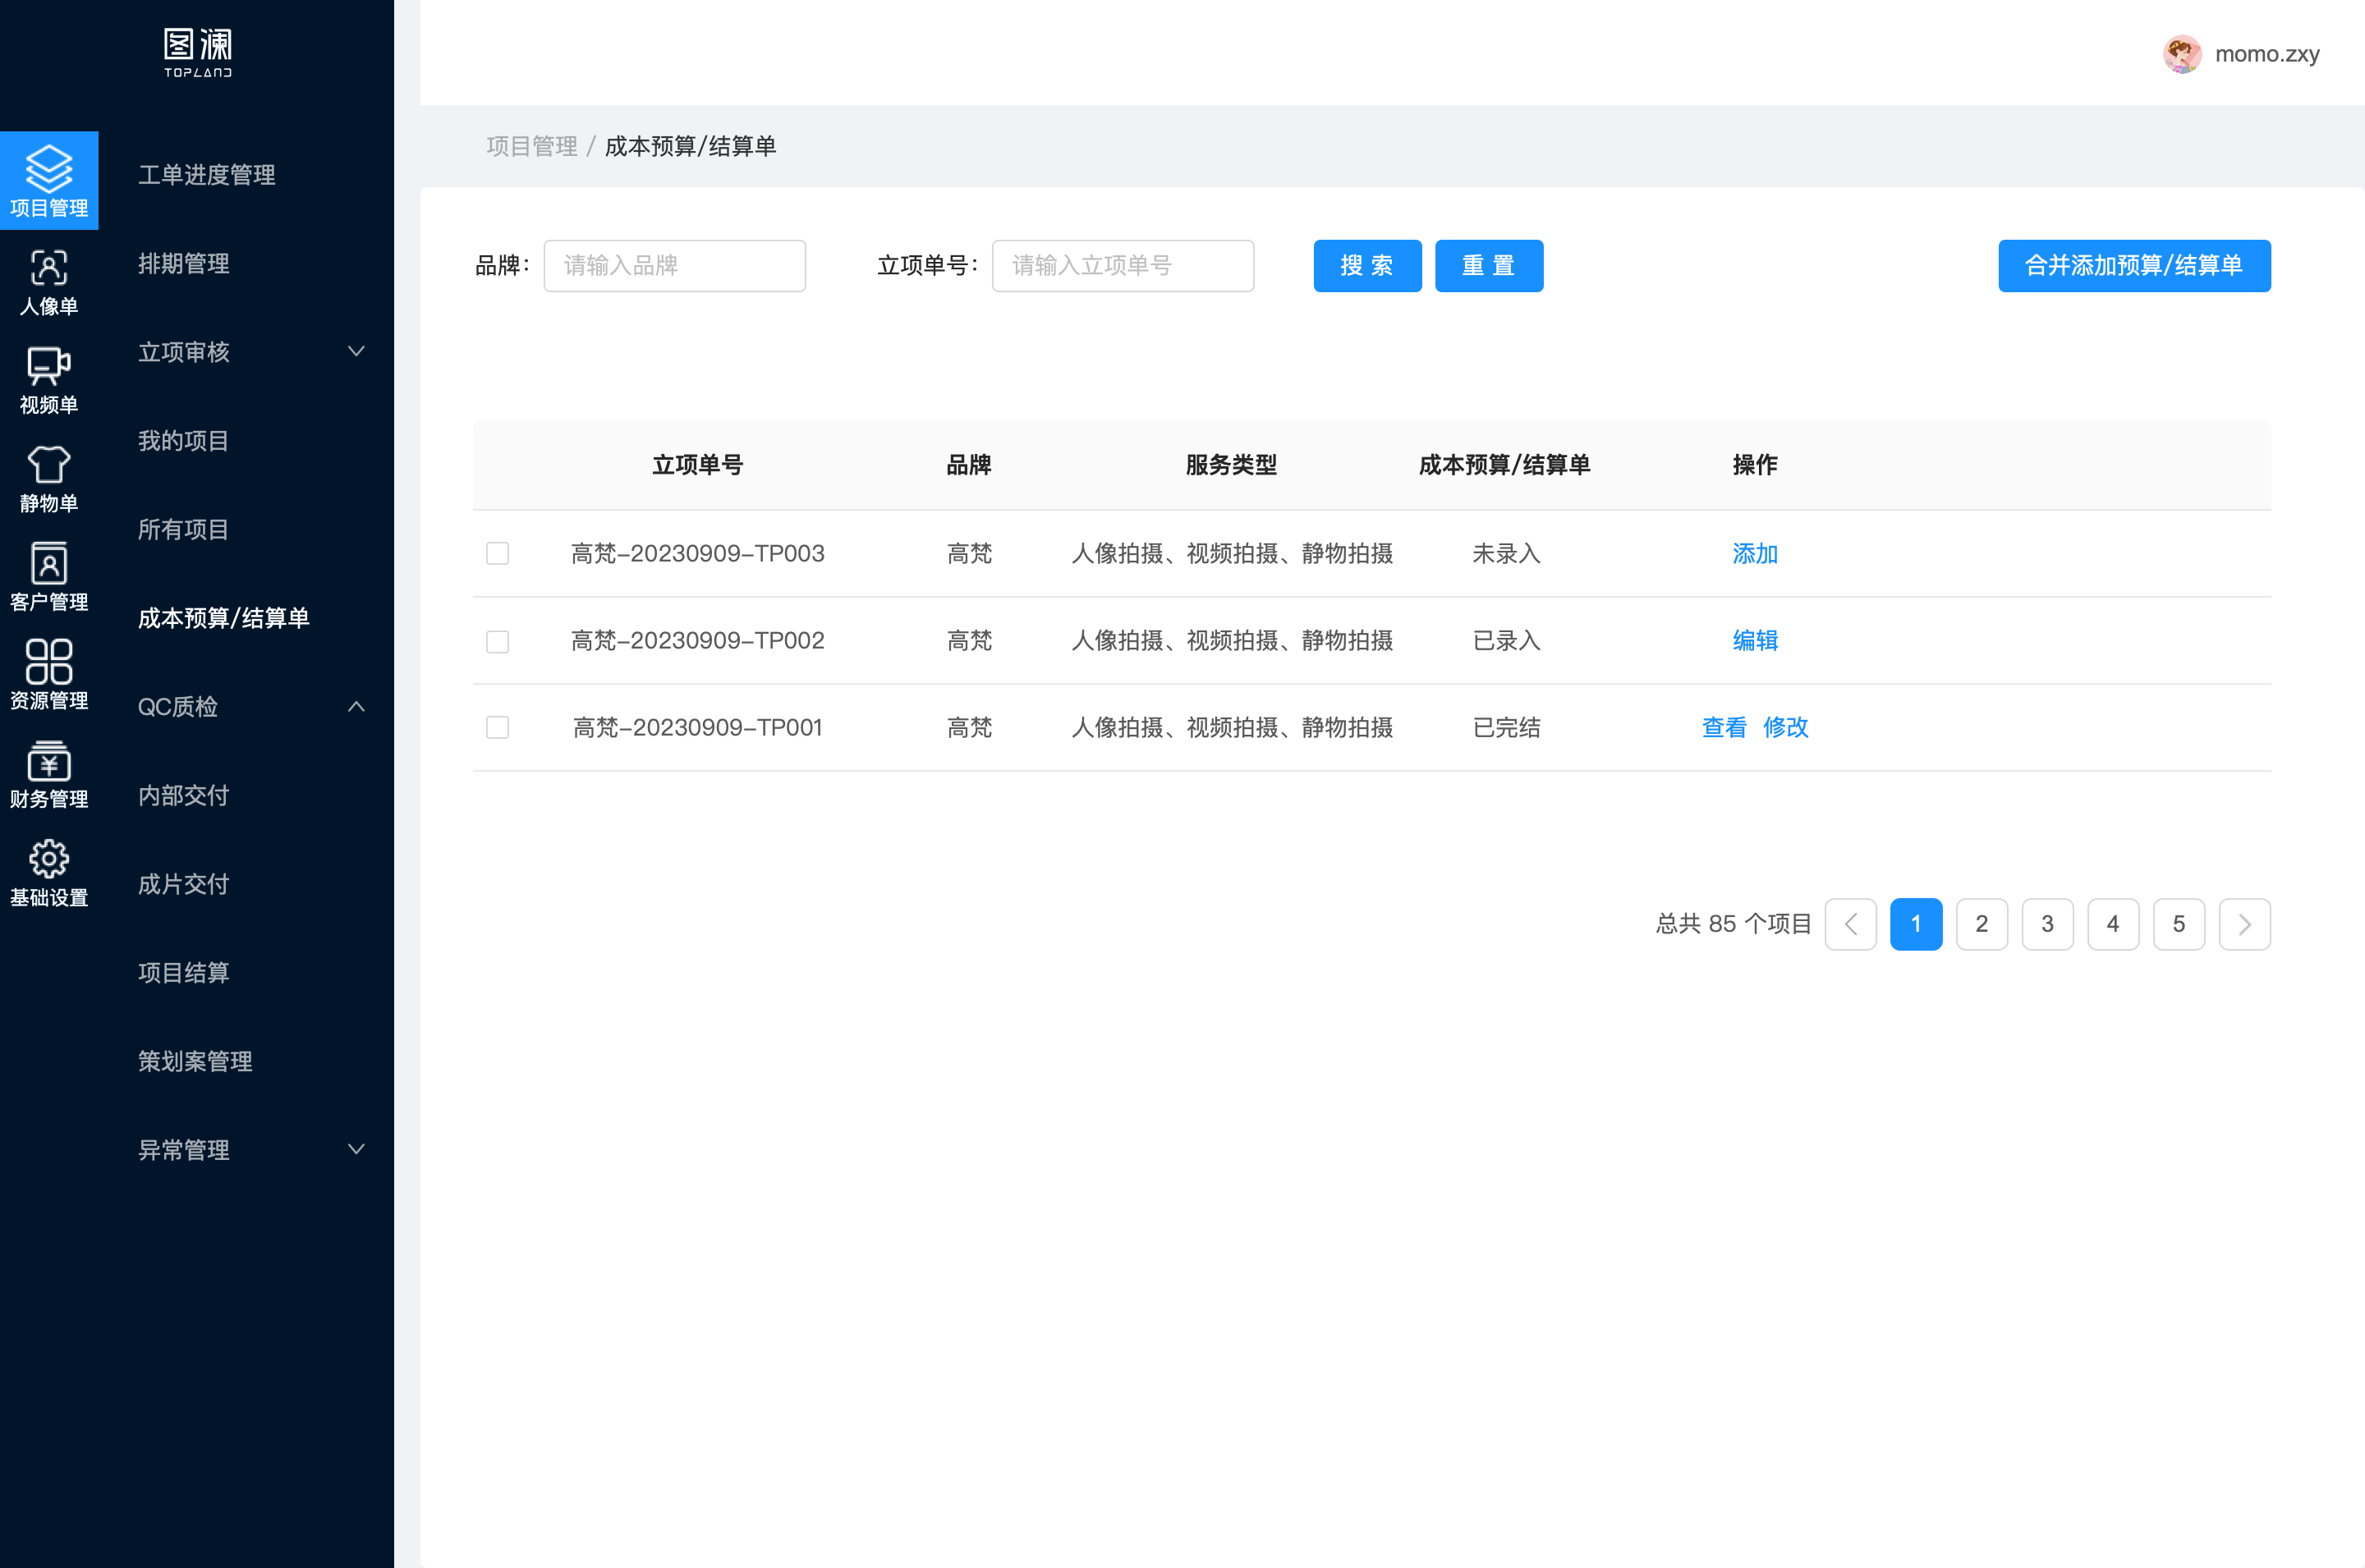 图澜
TOPLAND
momo.zxy
项目管理
人像单
视频单
静物单
客户管理
资源管理
财务管理
基础设置
工单进度管理
排期管理
立项审核
我的项目
所有项目
成本预算/结算单
QC质检
内部交付
成片交付
项目结算
策划案管理
异常管理
项目管理 / 成本预算/结算单
品牌： 请输入品牌 立项单号： 请输入立项单号 搜 索 重 置 合并添加预算/结算单
立项单号 品牌 服务类型 成本预算/结算单 操作
高梵-20230909-TP003 高梵 人像拍摄、视频拍摄、静物拍摄 未录入 添加
高梵-20230909-TP002 高梵 人像拍摄、视频拍摄、静物拍摄 已录入 编辑
高梵-20230909-TP001 高梵 人像拍摄、视频拍摄、静物拍摄 已完结 查看 修改
总共 85 个项目 1 2 3 4 5